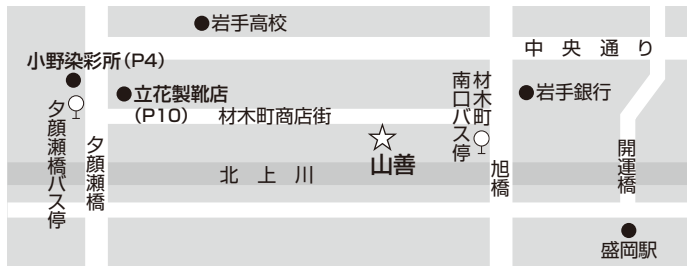 岩手高校
中央通り
小野染彩所(P4)
立花製靴店
(P10)
材木町商店街
材木町
南口バス停
岩手銀行
夕顔瀬橋バス停
夕顔瀬橋
北上川
山善
旭橋
開運橋
盛岡駅